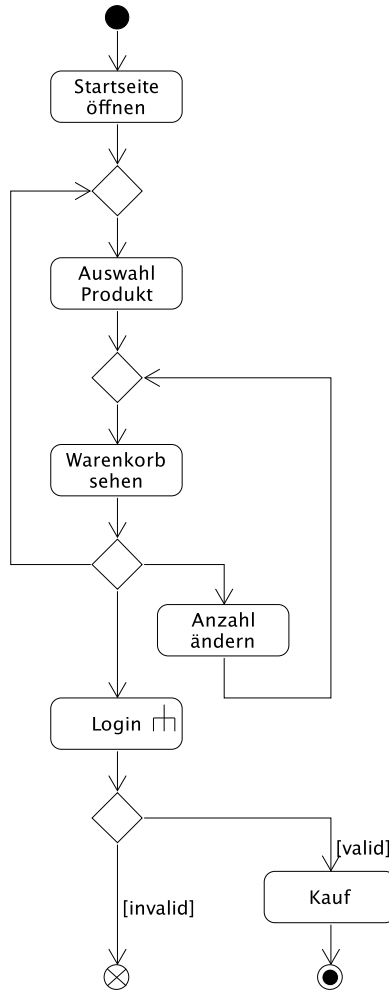 Startseite
öffnen
Auswahl
Produkt
Warenkorb
sehen
Anzahl
ändern
Login
[valid]
Kauf
[invalid]